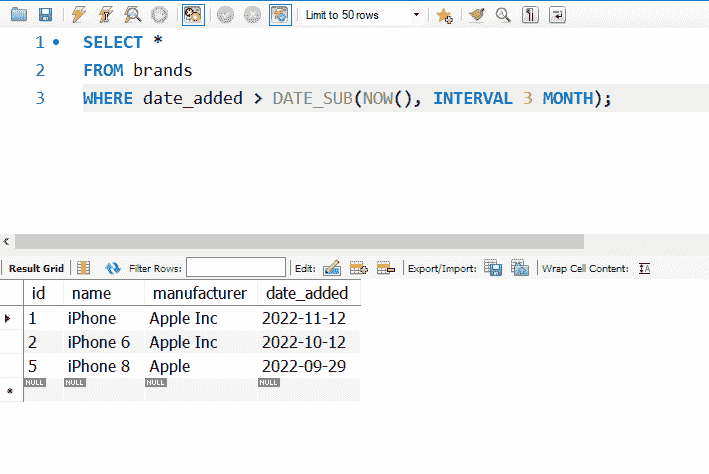 Limit to 50 rows
1 SELECT *
2 FROM brands
3 WHERE date_added > DATE_SUB(NOW(), INTERVAL 3 MONTH);
Result Grid Filter Rows: Edit: Export/Import: Wrap Cell Content: IA
id name manufacturer date_added
1 iPhone Apple Inc 2022-11-12
2 iPhone 6 Apple Inc 2022-10-12
5 iPhone 8 Apple 2022-09-29
NULL NULL NULL NULL